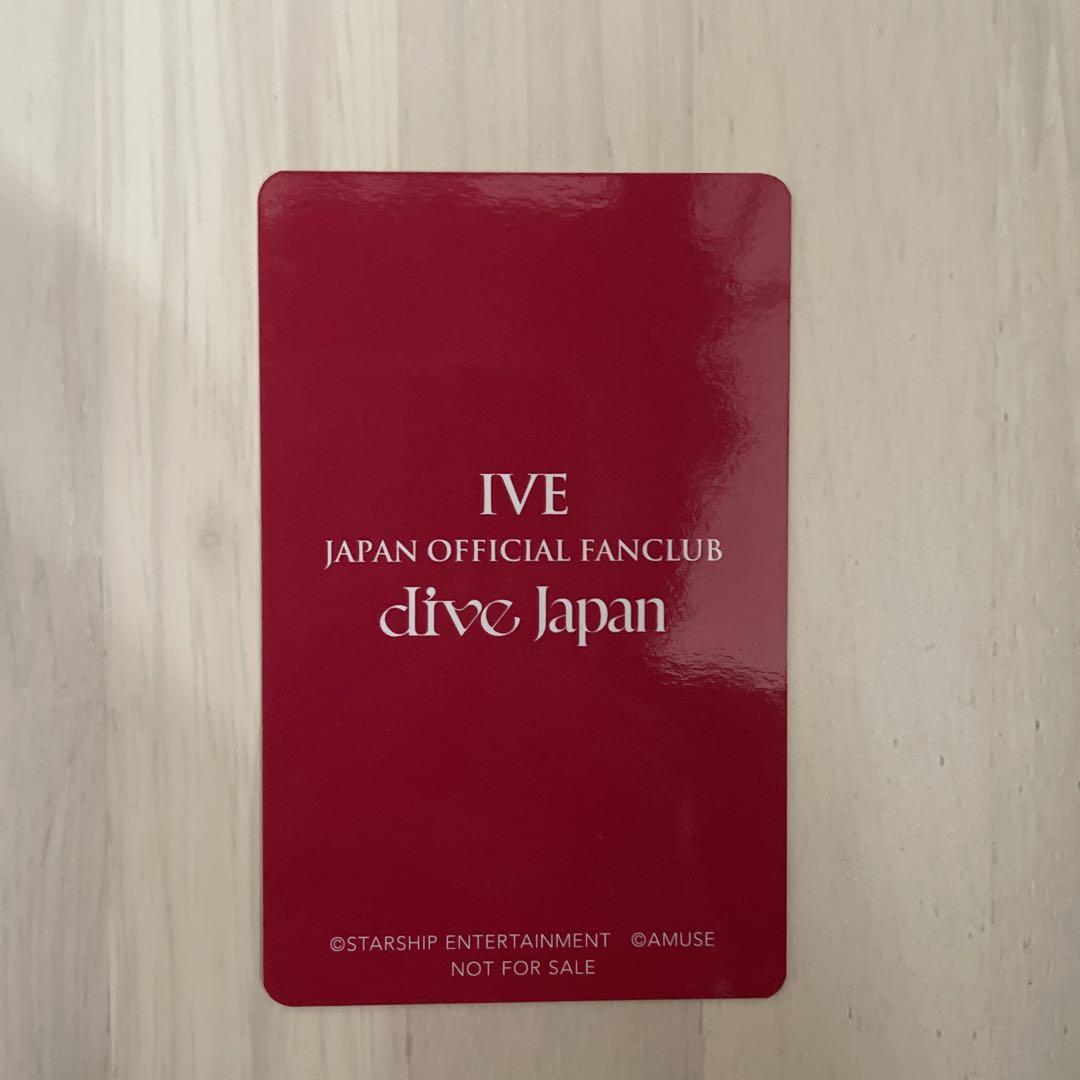 IVE
JAPAN OFFICIAL FANCLUB
dive Japan
©STARSHIP ENTERTAINMENT ©AMUSE
NOT FOR SALE